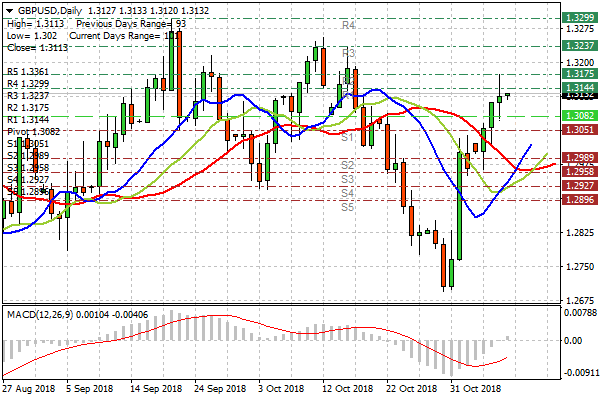 GBPUSD,Daily 1.3127 1.3133 1.3120 1.3132
High= 1.3113 Previous Days Range= 93
Low= 1.302 Current Days Range=
Close= 1.3113
R5 1.3361
R4 1.3299
R3 1.3237
R2 1.3175
R1 1.3144
Pivot 1.3082
S1 1.3051
S2 1.2989
S3 1.2958
S4 1.2927
S5
R4
R3
S1
S2
S3
S4
S5
1.3299
1.3275
1.3237
1.3200
1.3175
1.3144
1.3132
1.3082
1.3051
1.2989
1.2958
1.2927
1.2896
1.2825
1.2750
1.2675
MACD(12,26,9) 0.00104 -0.00406
0.00788
0.00
-0.00911
27 Aug 2018 5 Sep 2018 14 Sep 2018 24 Sep 2018 3 Oct 2018 12 Oct 2018 22 Oct 2018 31 Oct 2018